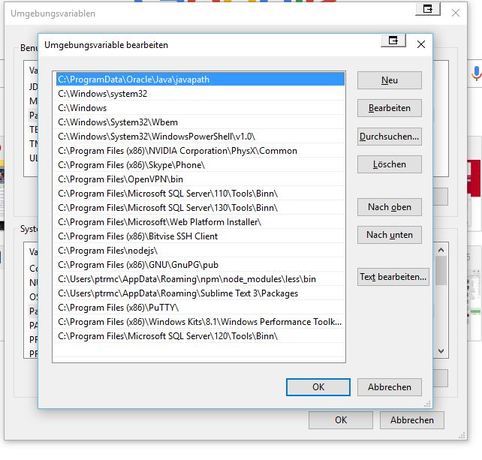 Umgebungsvariablen
Umgebungsvariable bearbeiten
C:\ProgramData\Oracle\Java\javapath
C:\Windows\system32
C:\Windows
C:\Windows\System32\Wbem
C:\Windows\System32\WindowsPowerShell\v1.0\
C:\Program Files (x86)\NVIDIA Corporation\PhysX\Common
C:\Program Files (x86)\Skype\Phone\
C:\Program Files\OpenVPN\bin
C:\Program Files\Microsoft SQL Server\110\Tools\Binn\
C:\Program Files\Microsoft SQL Server\130\Tools\Binn\
C:\Program Files\Microsoft\Web Platform Installer\
C:\Program Files (x86)\Bitvise SSH Client
C:\Program Files\nodejs\
C:\Program Files (x86)\GNU\GnuPG\pub
C:\Users\ptrmc\AppData\Roaming\npm\node_modules\less\bin
C:\Users\ptrmc\AppData\Roaming\Sublime Text 3\Packages
C:\Program Files (x86)\PuTTY\
C:\Program Files (x86)\Windows Kits\8.1\Windows Performance Toolk...
C:\Program Files\Microsoft SQL Server\120\Tools\Binn\
Neu
Bearbeiten
Durchsuchen...
Löschen
Nach oben
Nach unten
Text bearbeiten...
OK
Abbrechen
Benu
Va
JD
M
Pa
TE
TM
UL
Syste
Va
Co
NU
OS
Pa
PA
PR
PR
OK
Abbrechen